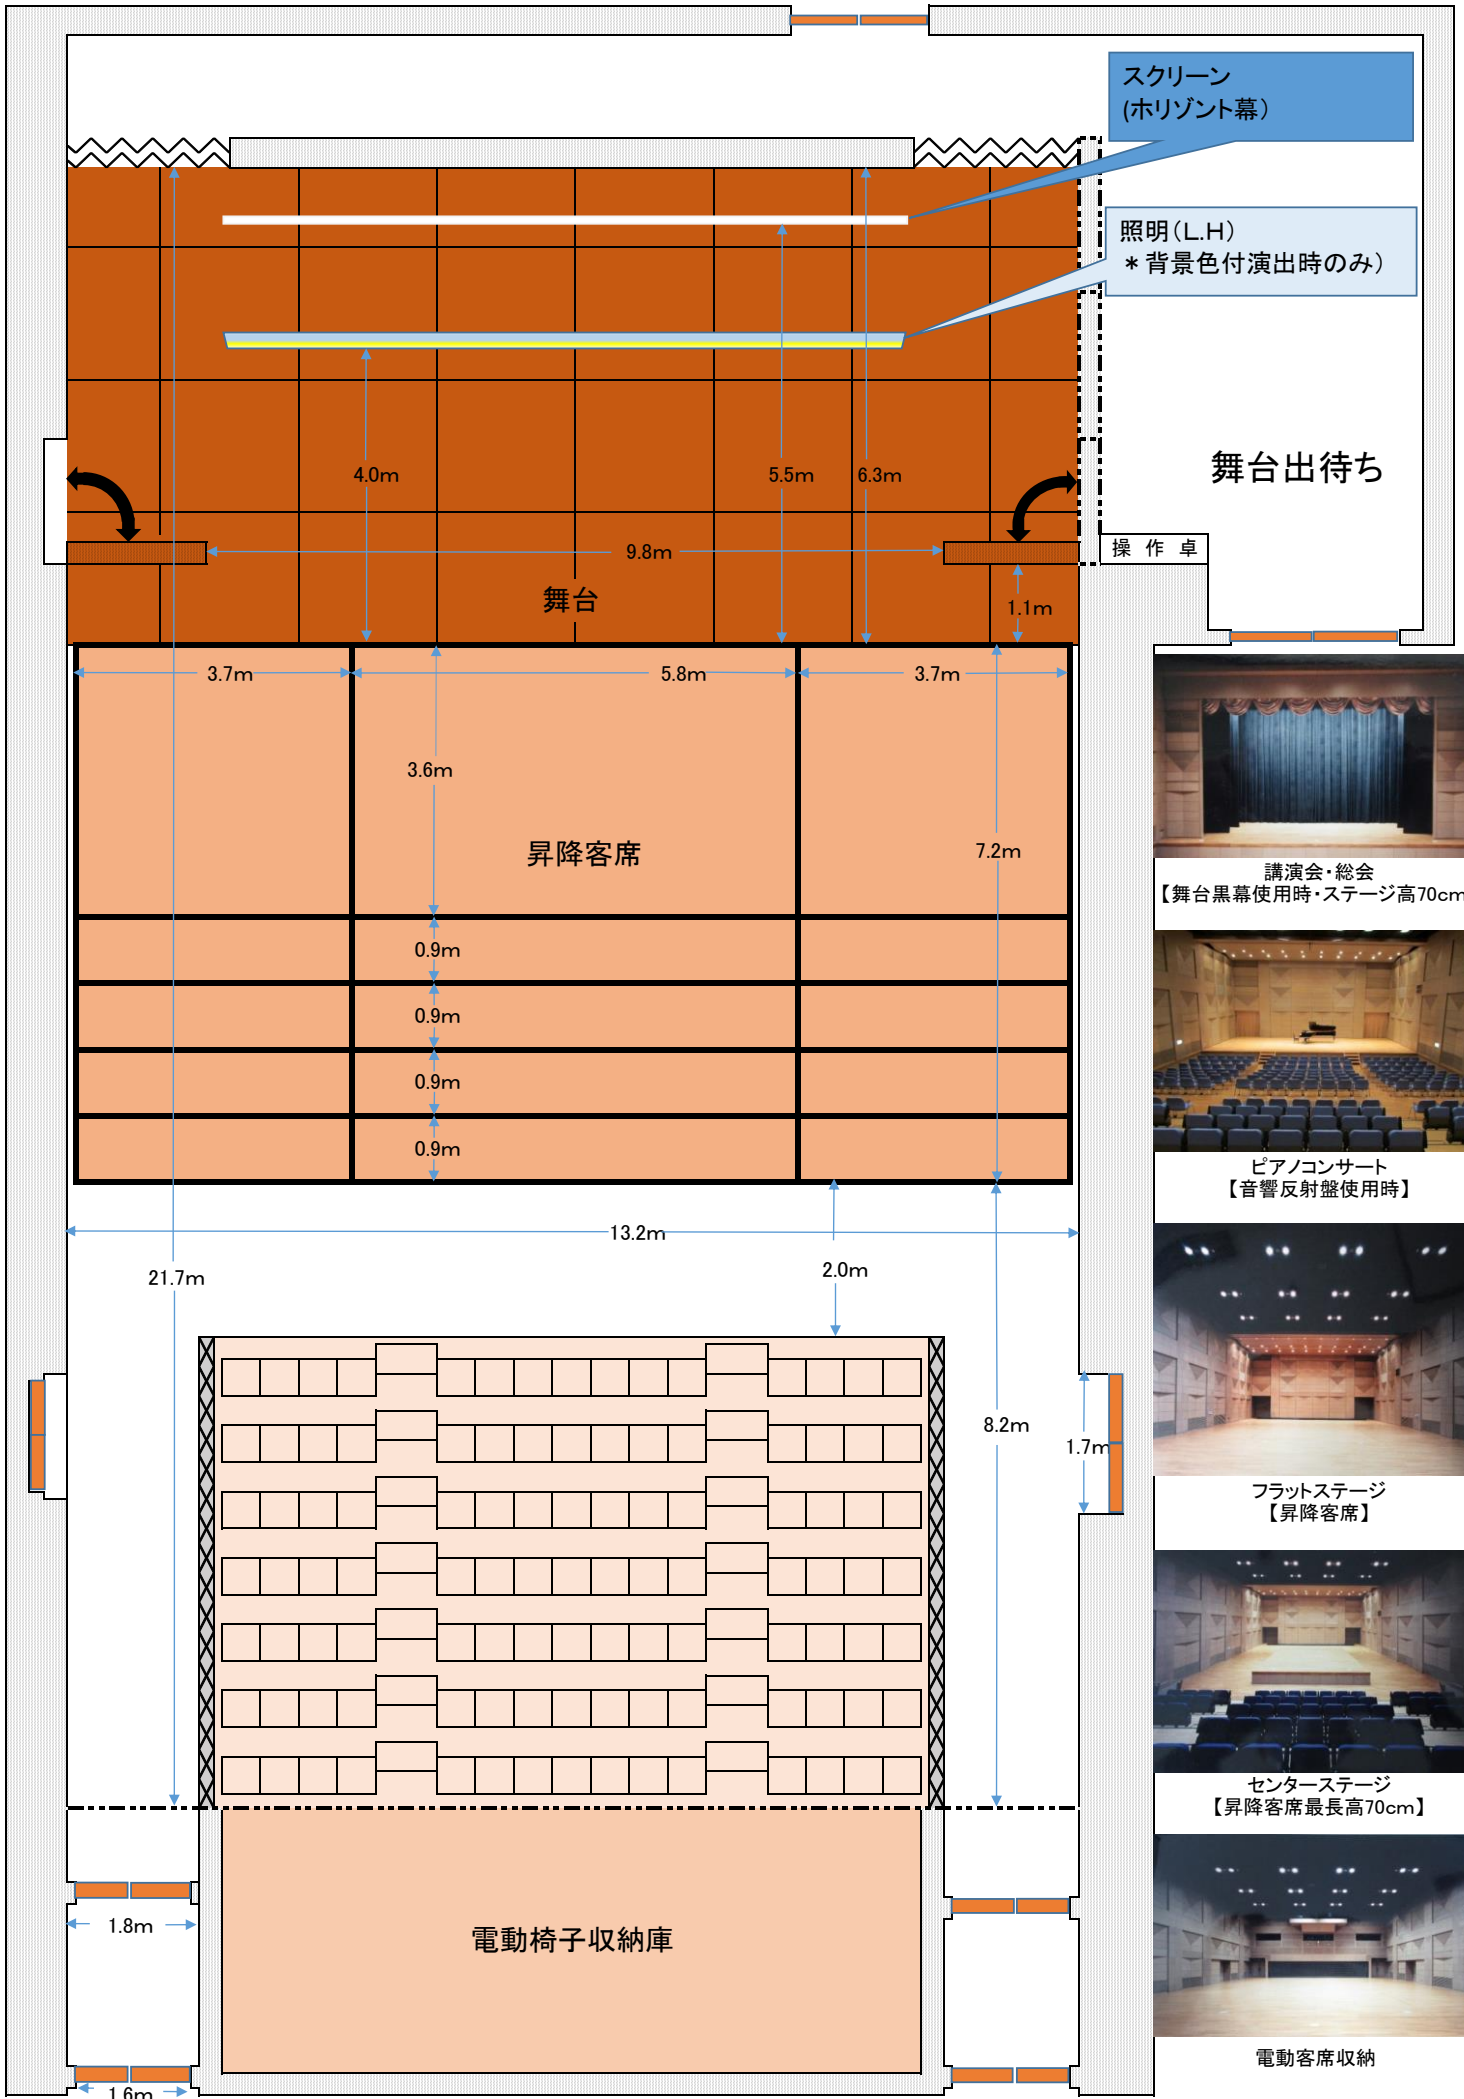 スクリーン
(ホリゾント幕)
照明(L.H)
*背景色付演出時のみ)
4.0m
5.5m
6.3m
舞台出待ち
9.8m
操 作 卓
舞台
1.1m
3.7m
5.8m
3.7m
3.6m
昇降客席
7.2m
講演会・総会
【舞台黒幕使用時・ステージ高70cm
0.9m
0.9m
0.9m
0.9m
ピアノコンサート
【音響反射盤使用時】
13.2m
21.7m
2.0m
8.2m
1.7m
フラットステージ
【昇降客席】
センターステージ
【昇降客席最長高70cm】
1.8m
電動椅子収納庫
電動客席収納
1.6m